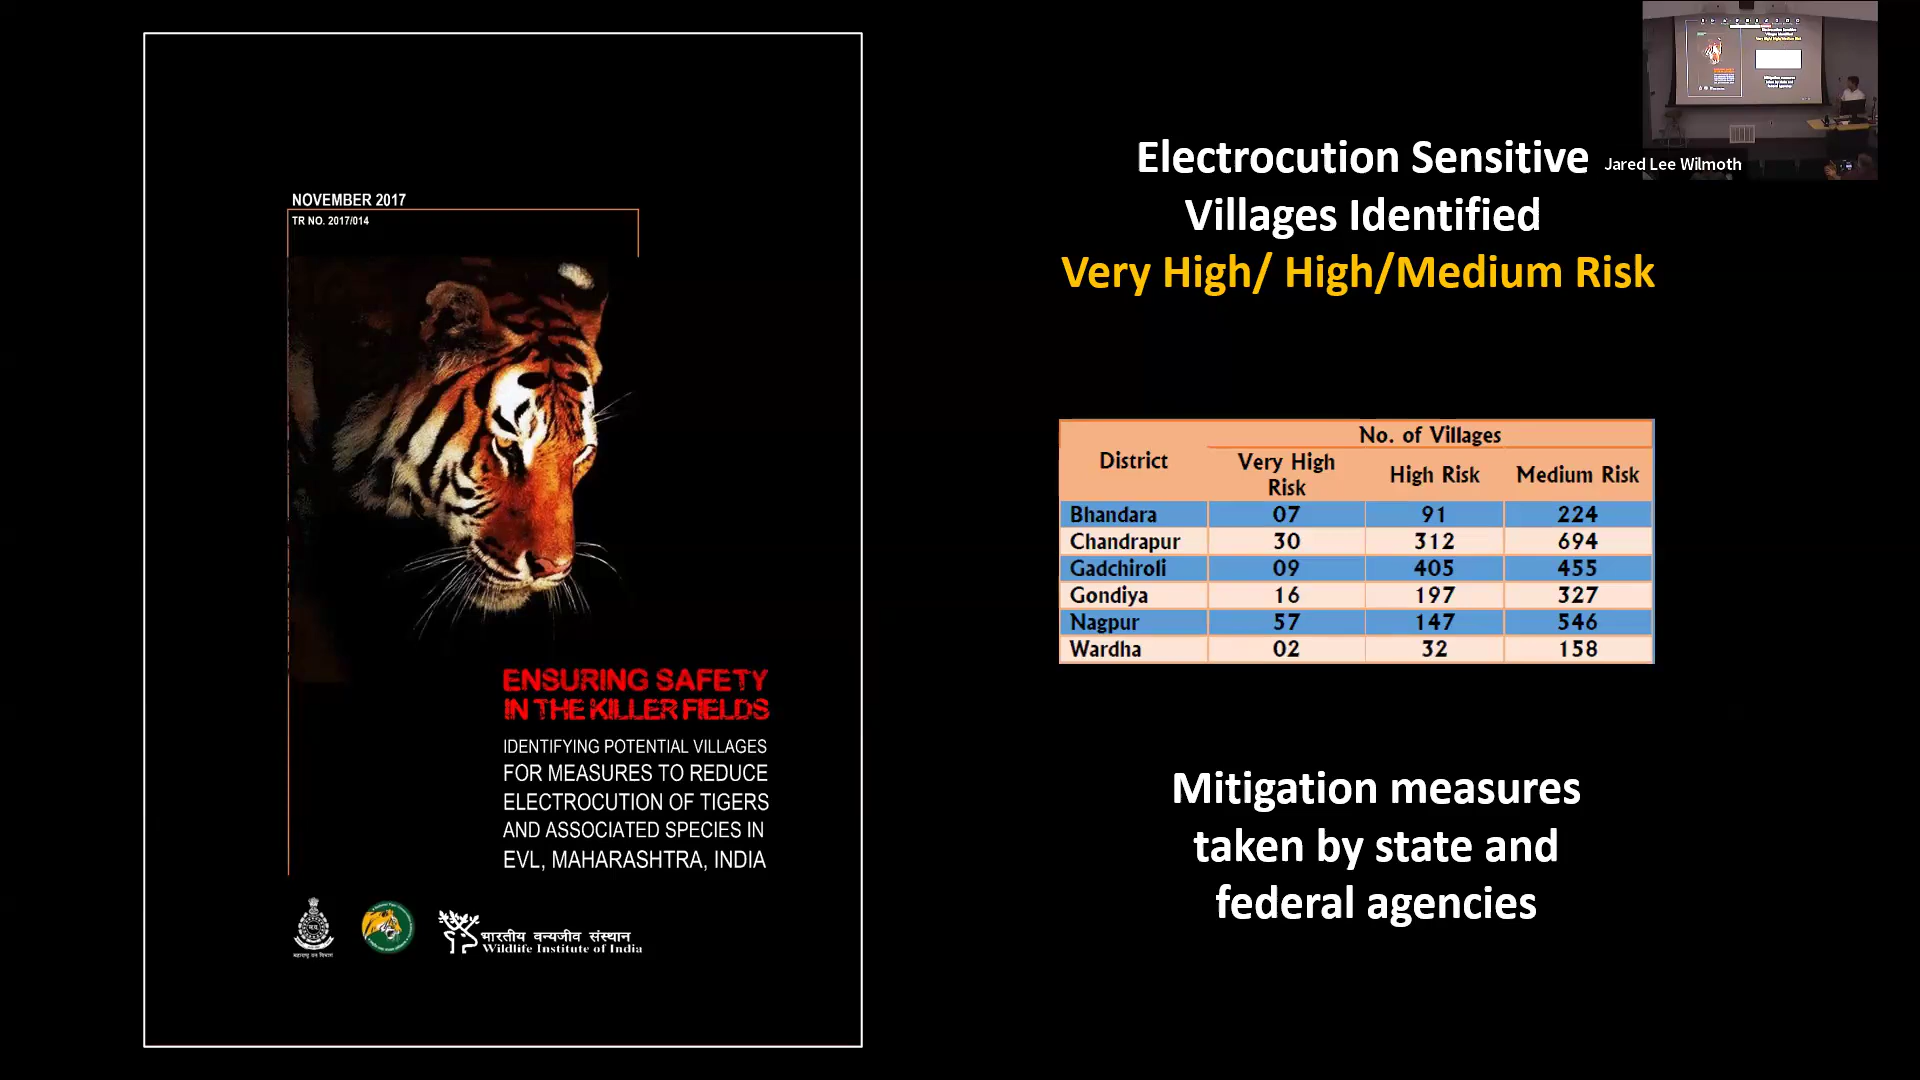 NOVEMBER 2017
TR NO. 2017/014
ENSURING SAFETY
IN THE KILLER FIELDS
IDENTIFYING POTENTIAL VILLAGES
FOR MEASURES TO REDUCE
ELECTROCUTION OF TIGERS
AND ASSOCIATED SPECIES IN
EVL, MAHARASHTRA, INDIA
भारतीय वन्यजीव संस्थान
Wildlife Institute of India
Electrocution Sensitive
Villages Identified
Very High/ High/Medium Risk
District No. of Villages
Very High Risk High Risk Medium Risk
Bhandara 07 91 224
Chandrapur 30 312 694
Gadchiroli 09 405 455
Gondiya 16 197 327
Nagpur 57 147 546
Wardha 02 32 158
Mitigation measures
taken by state and
federal agencies
Jared Lee Wilmoth